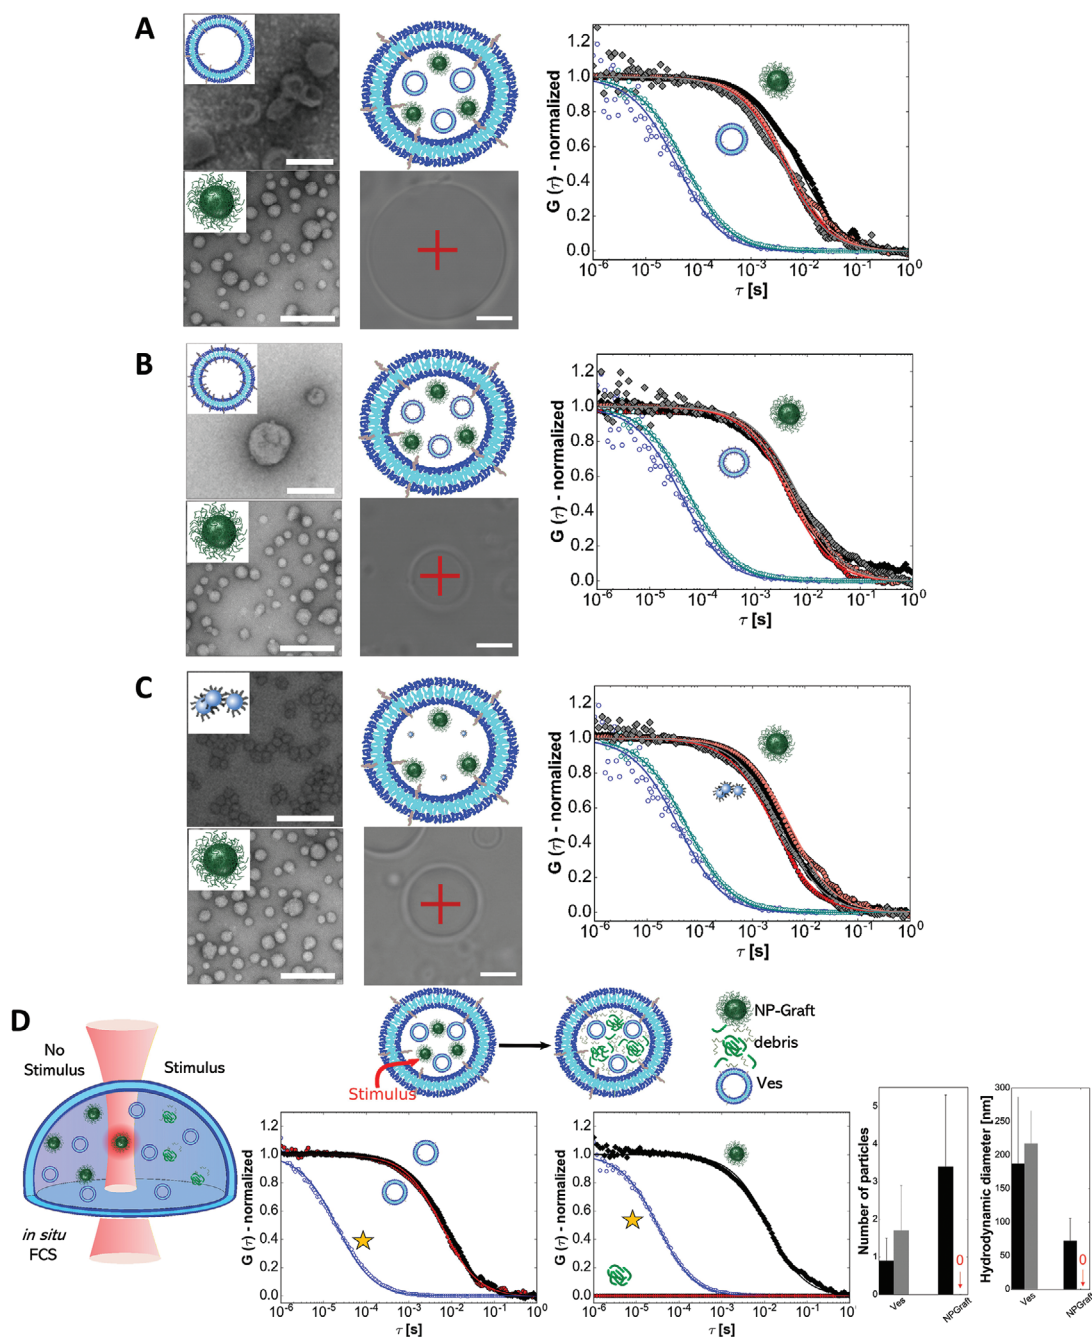 A
G (τ) - normalized
1.2
1.0
0.8
0.6
0.4
0.2
0.0
10-6
10-5
10-4
10-3
10-2
10-1
100
τ [s]
B
G (τ) - normalized
1.2
1.0
0.8
0.6
0.4
0.2
0.0
10-6
10-5
10-4
10-3
10-2
10-1
100
τ [s]
C
G (τ) - normalized
1.2
1.0
0.8
0.6
0.4
0.2
0.0
10-6
10-5
10-4
10-3
10-2
10-1
100
τ [s]
D
No
Stimulus
Stimulus
in situ
FCS
Stimulus
NP-Graft
debris
Ves
G (τ) - normalized
1.2
1.0
0.8
0.6
0.4
0.2
0.0
10-6
10-5
10-4
10-3
10-2
10-1
100
τ [s]
G (τ) - normalized
1.2
1.0
0.8
0.6
0.4
0.2
0.0
10-6
10-5
10-4
10-3
10-2
10-1
100
τ [s]
Number of particles
5
4
3
2
1
0
0
Ves
NPGraft
Hydrodynamic diameter [nm]
300
250
200
150
100
50
0
0
Ves
NPGraft